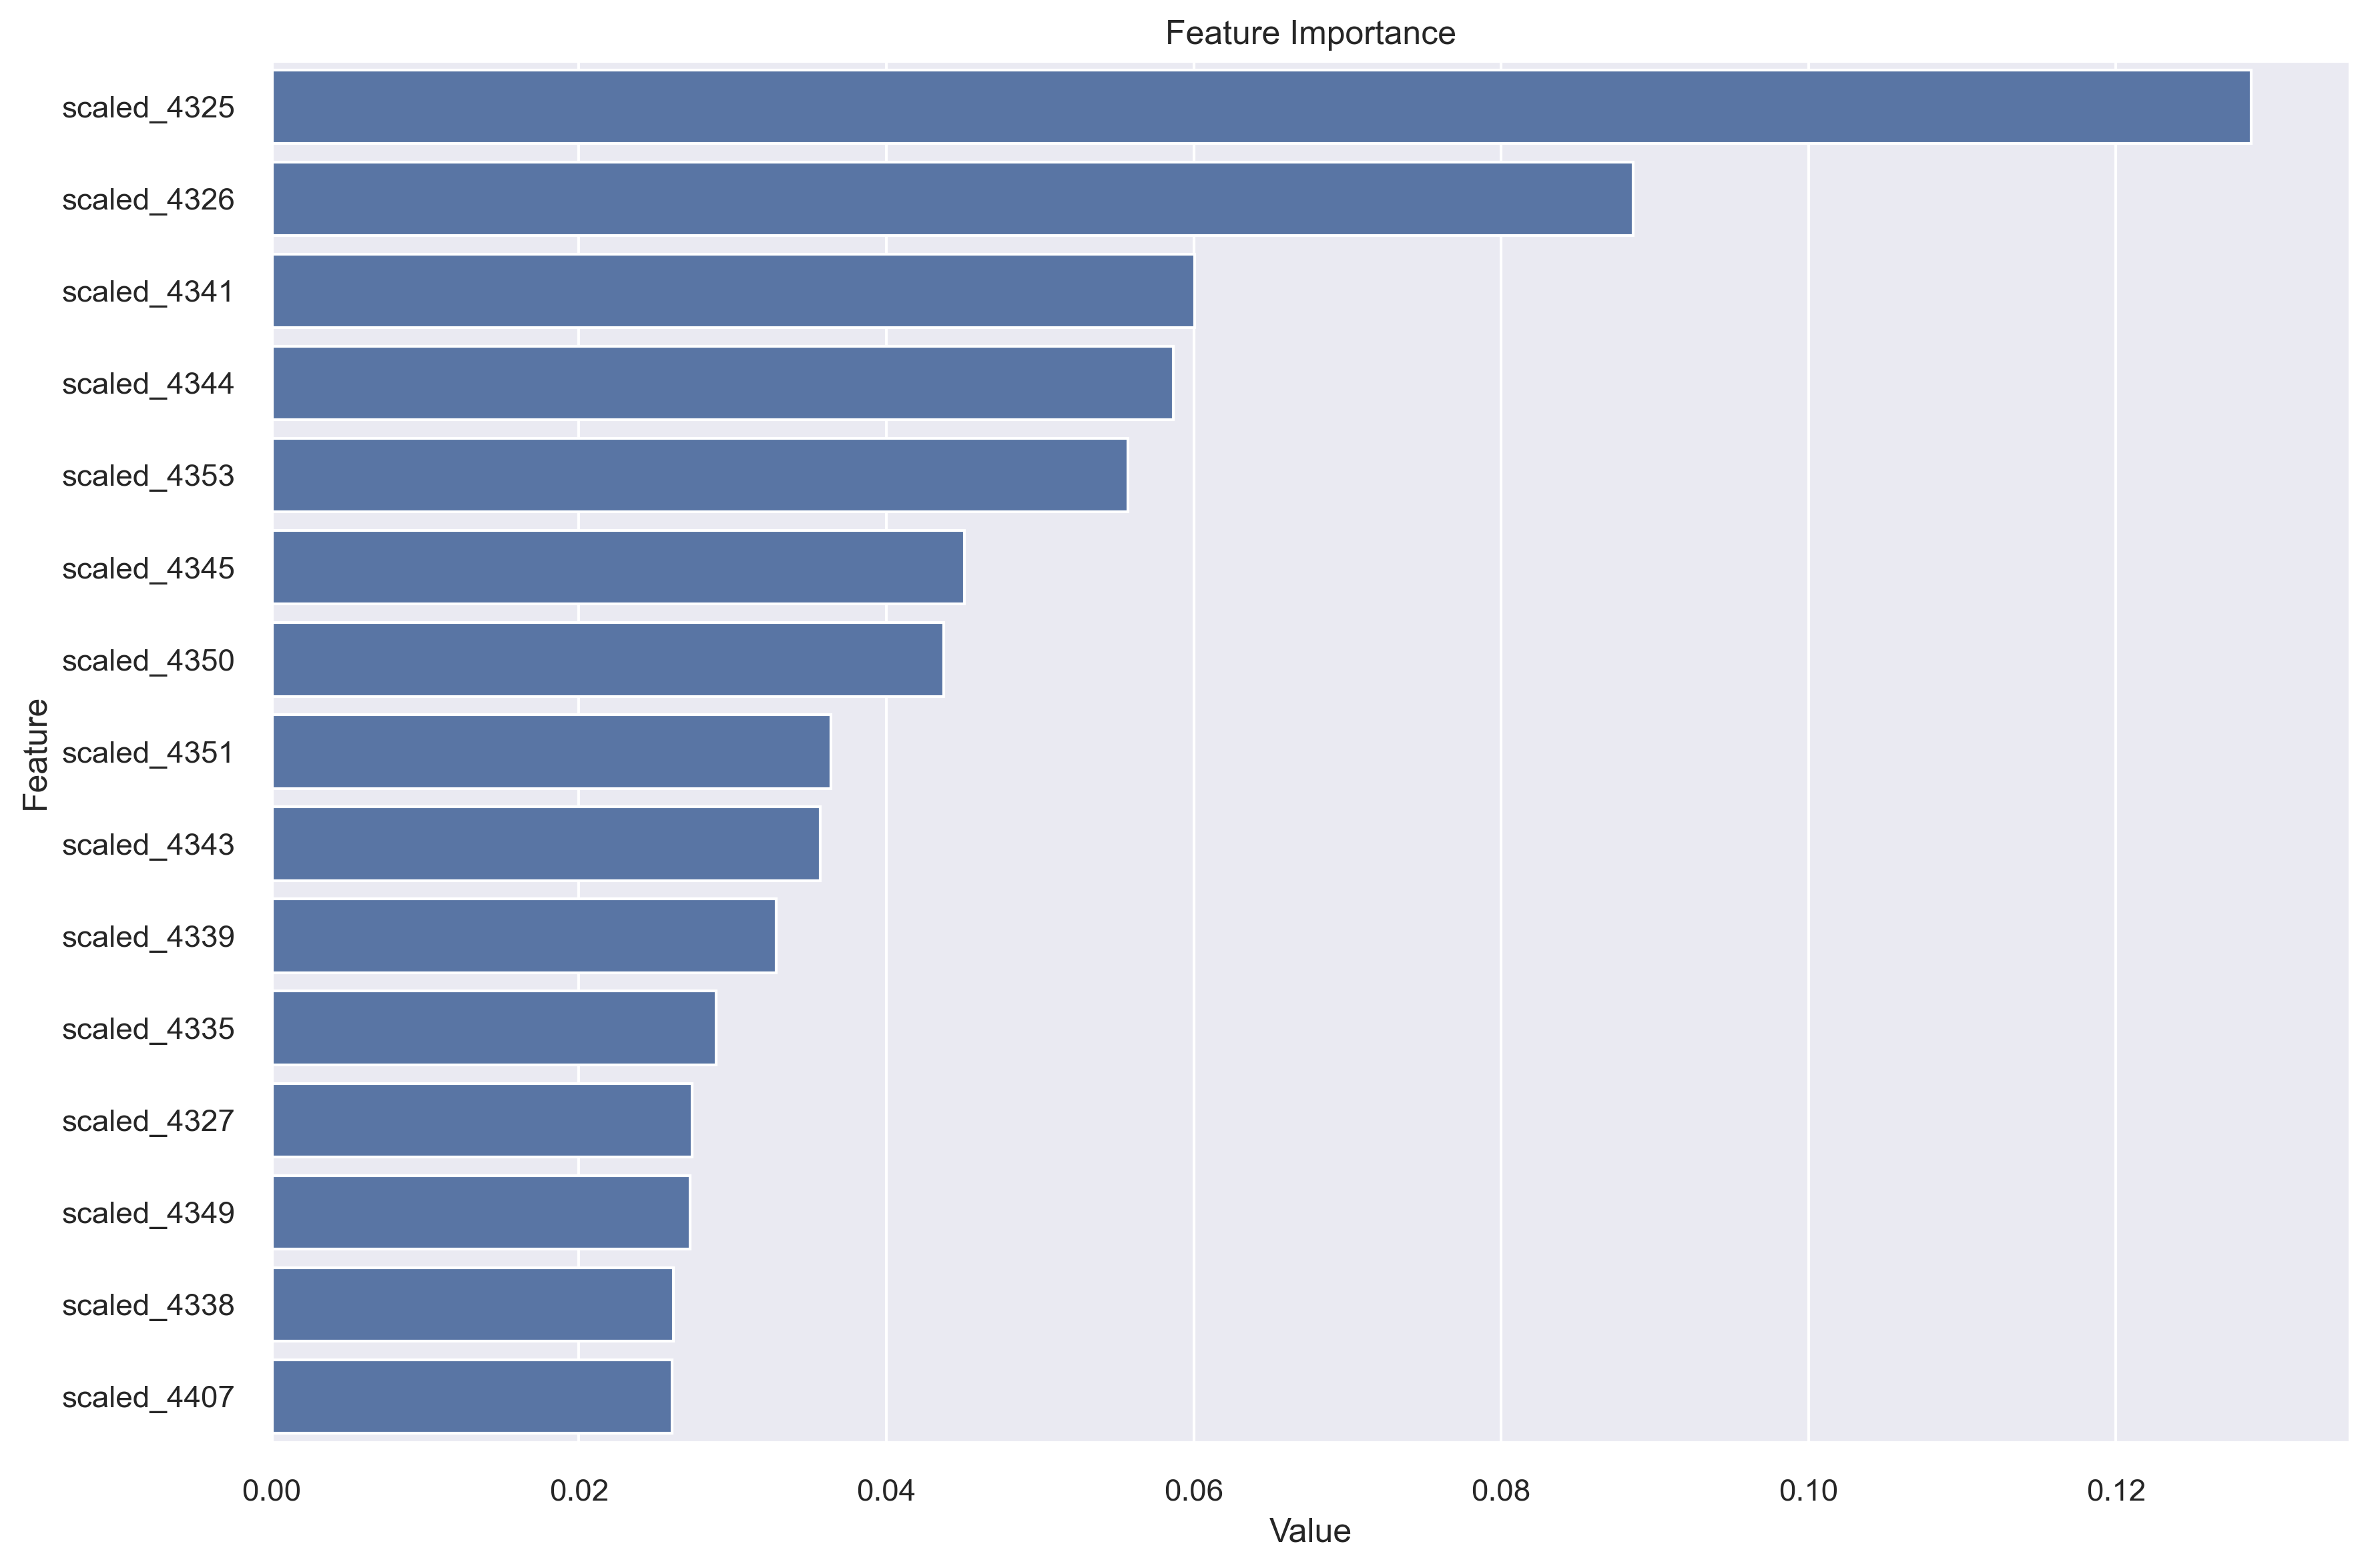 Feature Importance
scaled_4325
scaled_4326
scaled_4341
scaled_4344
scaled_4353
scaled_4345
scaled_4350
scaled_4351
scaled_4343
scaled_4339
scaled_4335
scaled_4327
scaled_4349
scaled_4338
scaled_4407
Feature
0.00 0.02 0.04 0.06 0.08 0.10 0.12
Value